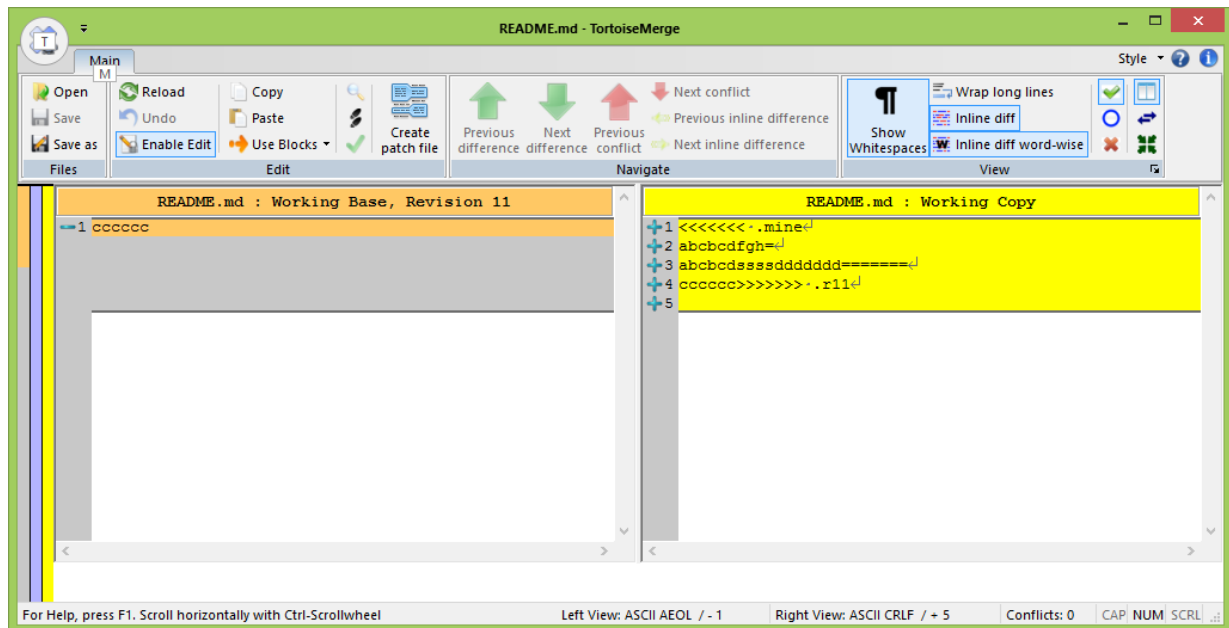 README.md - TortoiseMerge
T
Main
M
Style
Open
Save
Save as
Files
Reload
Undo
Enable Edit
Copy
Paste
Use Blocks
Create patch file
Edit
Previous difference
Next difference
Previous conflict
Next conflict
Previous inline difference
Next inline difference
Navigate
Show Whitespaces
Wrap long lines
Inline diff
Inline diff word-wise
View
README.md : Working Base, Revision 11
1 cccccc
README.md : Working Copy
1 <<<<<<<·.mine↵
2 abcbcdfgh=↵
3 abcbcdssssddddddd=======↵
4 cccccc>>>>>>>·.r11↵
5
For Help, press F1. Scroll horizontally with Ctrl-Scrollwheel
Left View: ASCII AEOL / - 1
Right View: ASCII CRLF / + 5
Conflicts: 0
CAP NUM SCRL